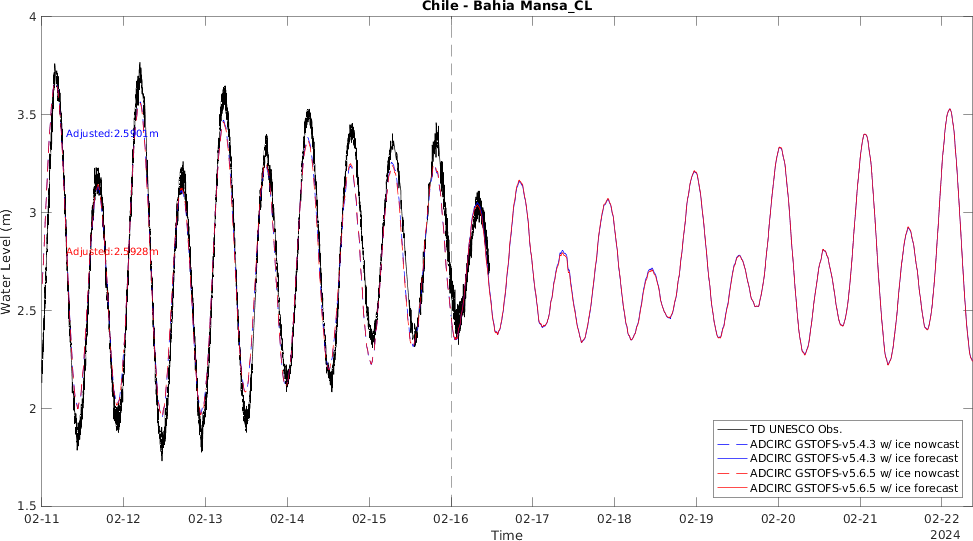 Chile - Bahia Mansa_CL
4
3.5
3
2.5
2
1.5
Water Level (m)
Adjusted:2.5901m
Adjusted:2.5928m
TD UNESCO Obs.
ADCIRC GSTOFS-v5.4.3 w/ ice nowcast
ADCIRC GSTOFS-v5.4.3 w/ ice forecast
ADCIRC GSTOFS-v5.6.5 w/ ice nowcast
ADCIRC GSTOFS-v5.6.5 w/ ice forecast
02-11 02-12 02-13 02-14 02-15 02-16 02-17 02-18 02-19 02-20 02-21 02-22
2024
Time